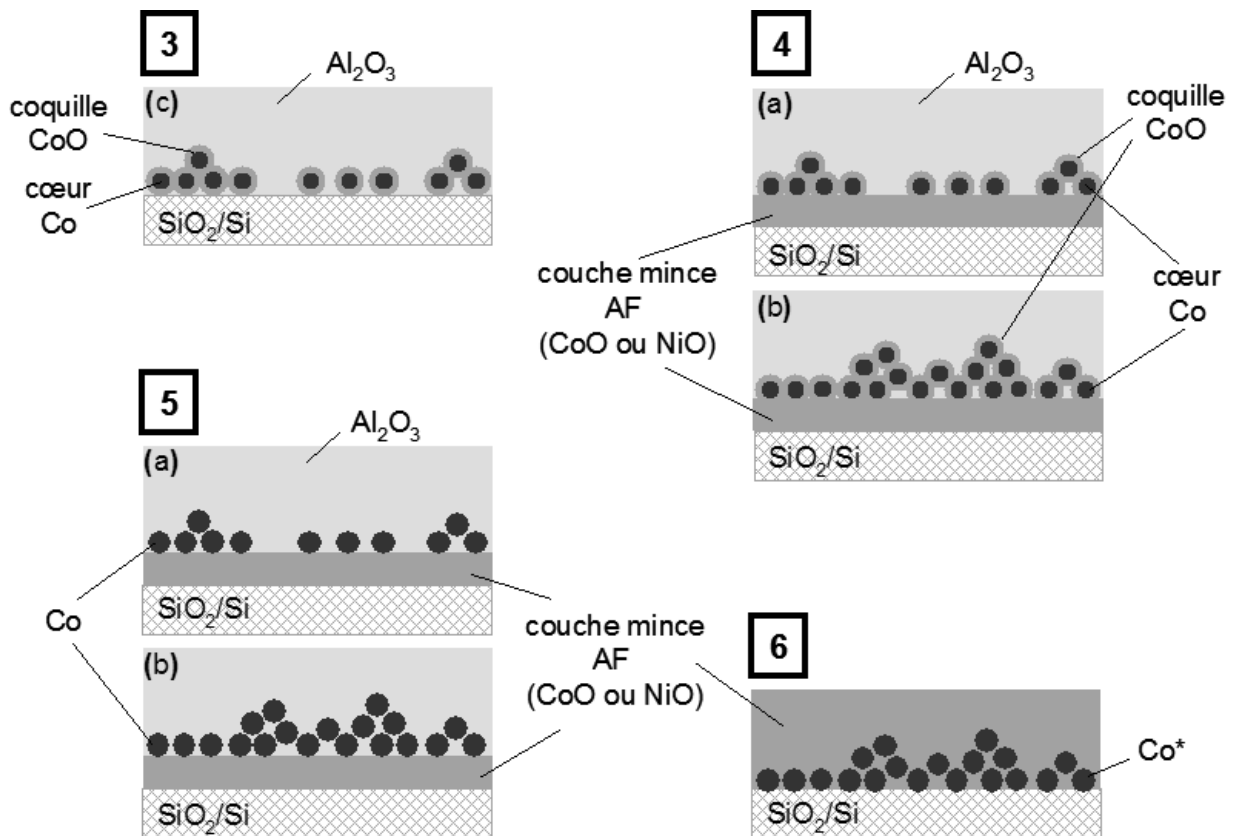 3
Al₂O₃
(c)
coquille
CoO
cœur
Co
SiO₂/Si
4
Al₂O₃
(a)
coquille
CoO
SiO₂/Si
couche mince
AF
(CoO ou NiO)
cœur
Co
(b)
SiO₂/Si
5
Al₂O₃
(a)
SiO₂/Si
Co
couche mince
AF
(CoO ou NiO)
(b)
SiO₂/Si
6
Co*
SiO₂/Si